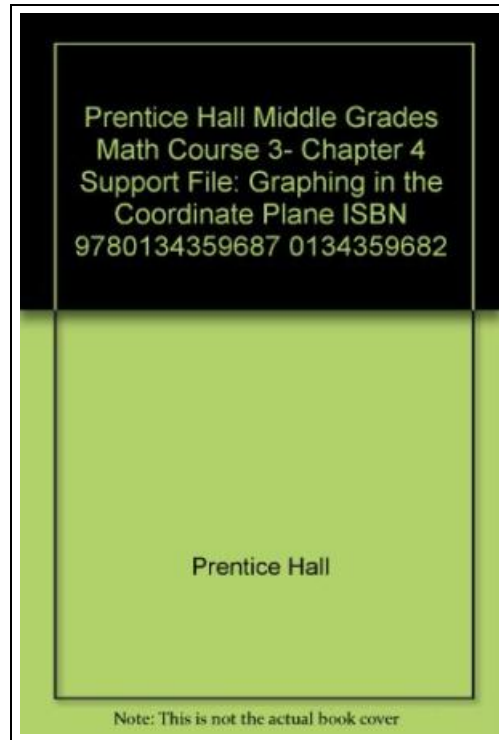 Prentice Hall Middle Grades
Math Course 3- Chapter 4
Support File: Graphing in the
Coordinate Plane ISBN
9780134359687 0134359682
Prentice Hall
Note: This is not the actual book cover